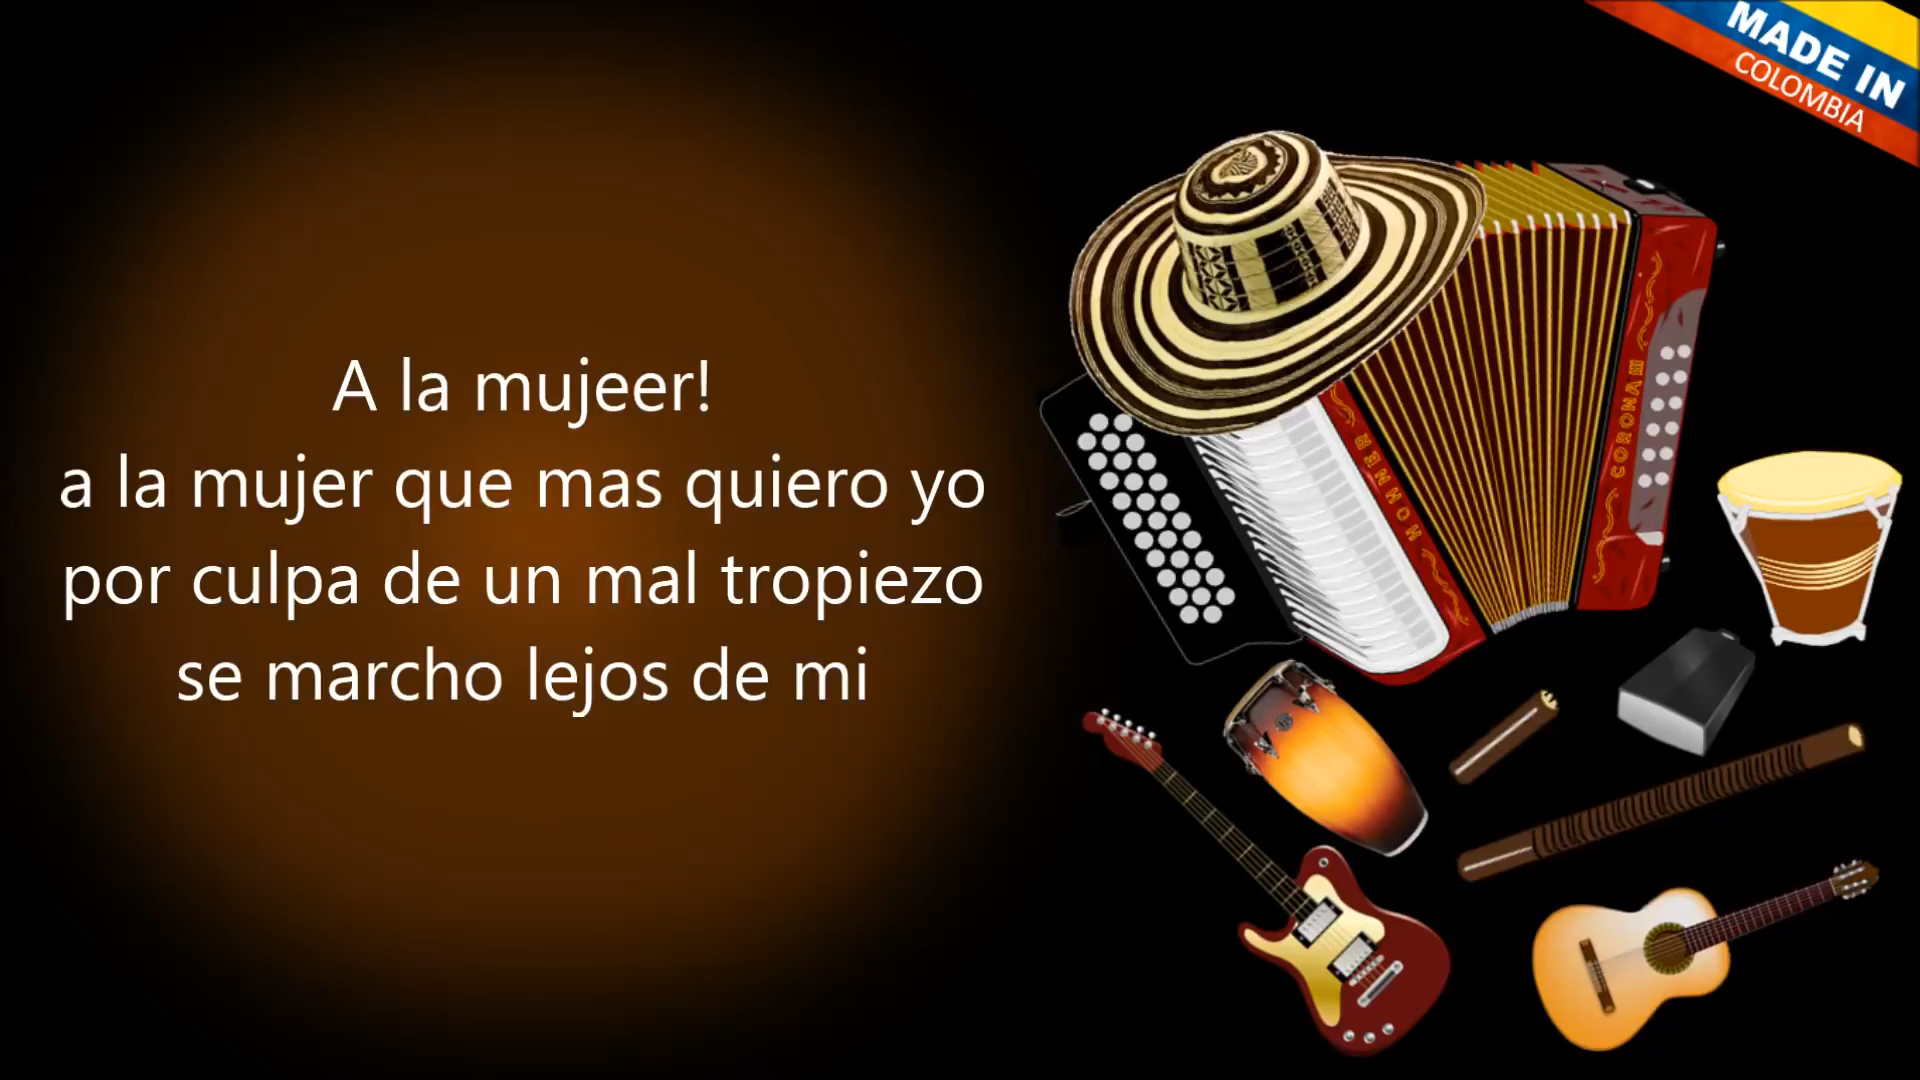 MADE IN
COLOMBIA
A la mujeer!
a la mujer que mas quiero yo
por culpa de un mal tropiezo
se marcho lejos de mi
HOHNER
CORONA III